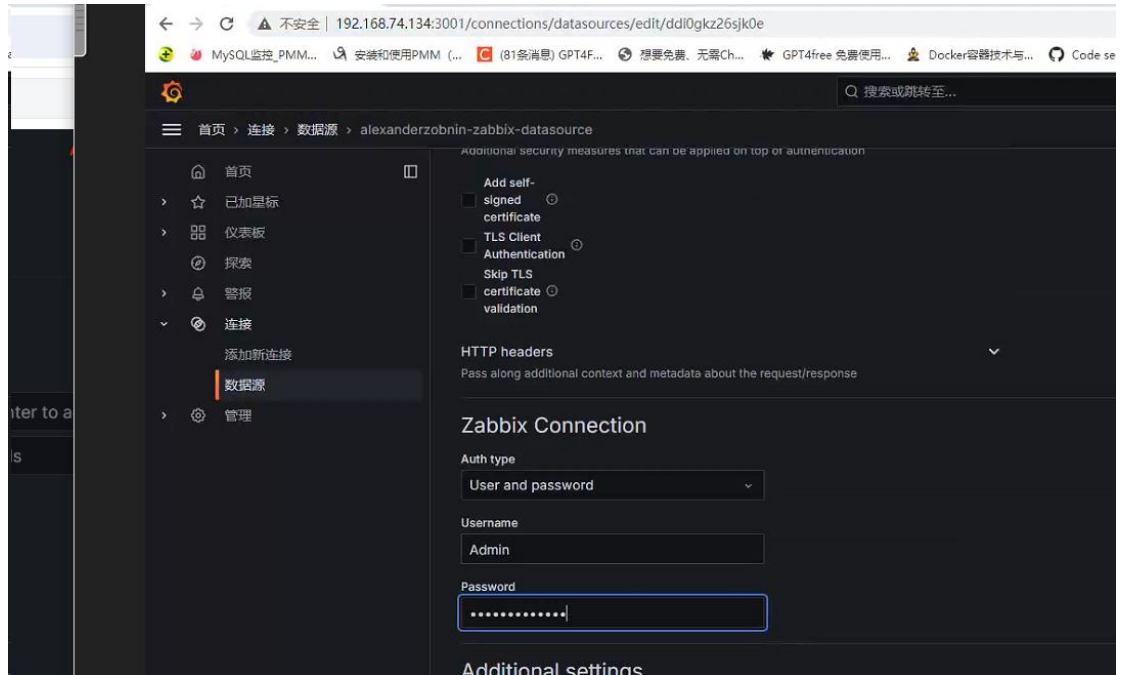 不安全 | 192.168.74.134:3001/connections/datasources/edit/ddl0gkz26sjk0e
MySQL监控_PMM... 安装和使用PMM (... (81条消息) GPT4F... 想要免费、无需Ch... GPT4free 免费使用... Docker容器技术与... Code se
搜索或跳转至...
首页 › 连接 › 数据源 › alexanderzobnin-zabbix-datasource
Additional security measures that can be applied on top of authentication
首页
已加星标
仪表板
探索
警报
连接
添加新连接
数据源
管理
Add self-
signed
certificate
TLS Client
Authentication
Skip TLS
certificate
validation
HTTP headers
Pass along additional context and metadata about the request/response
Zabbix Connection
Auth type
User and password
Username
Admin
Password
•••••••••••••
Additional settings
nter to a
ls